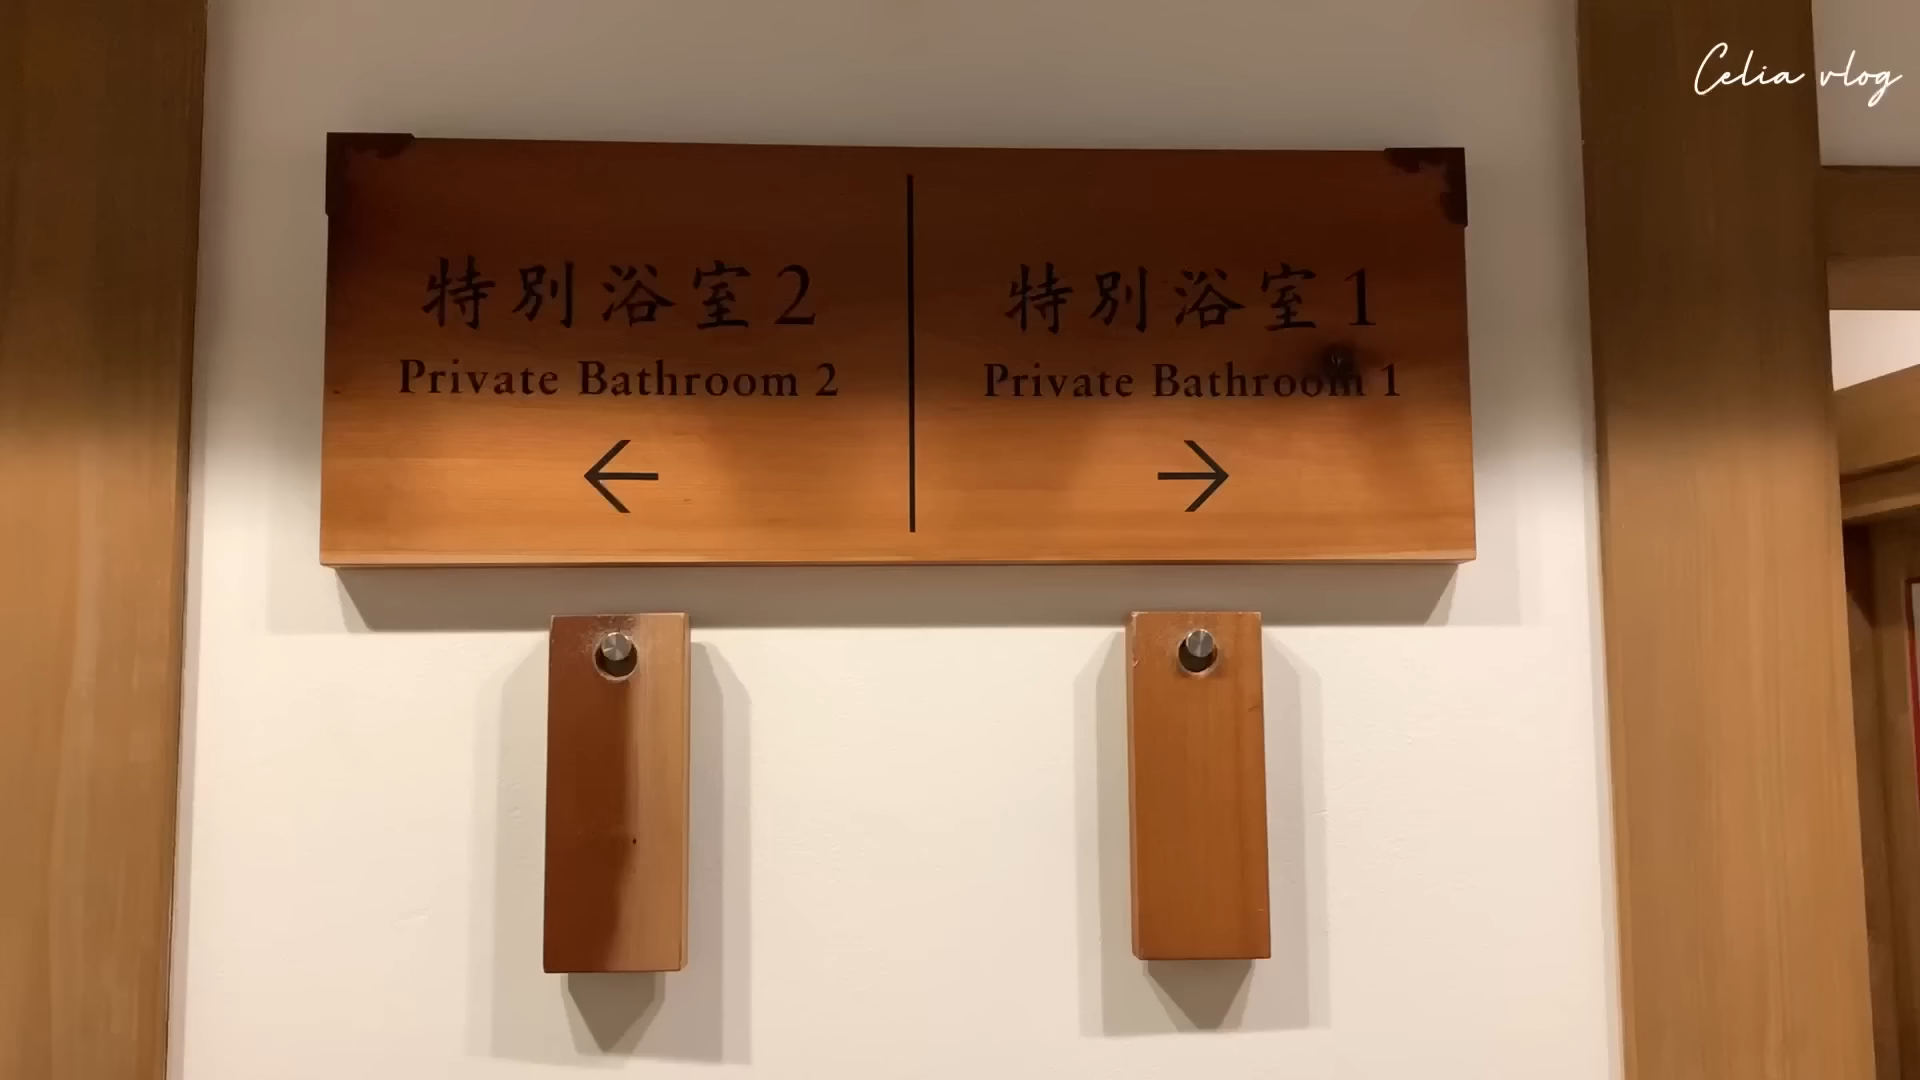 Celia vlog
特別浴室2
Private Bathroom 2
←
特別浴室1
Private Bathroom 1
→